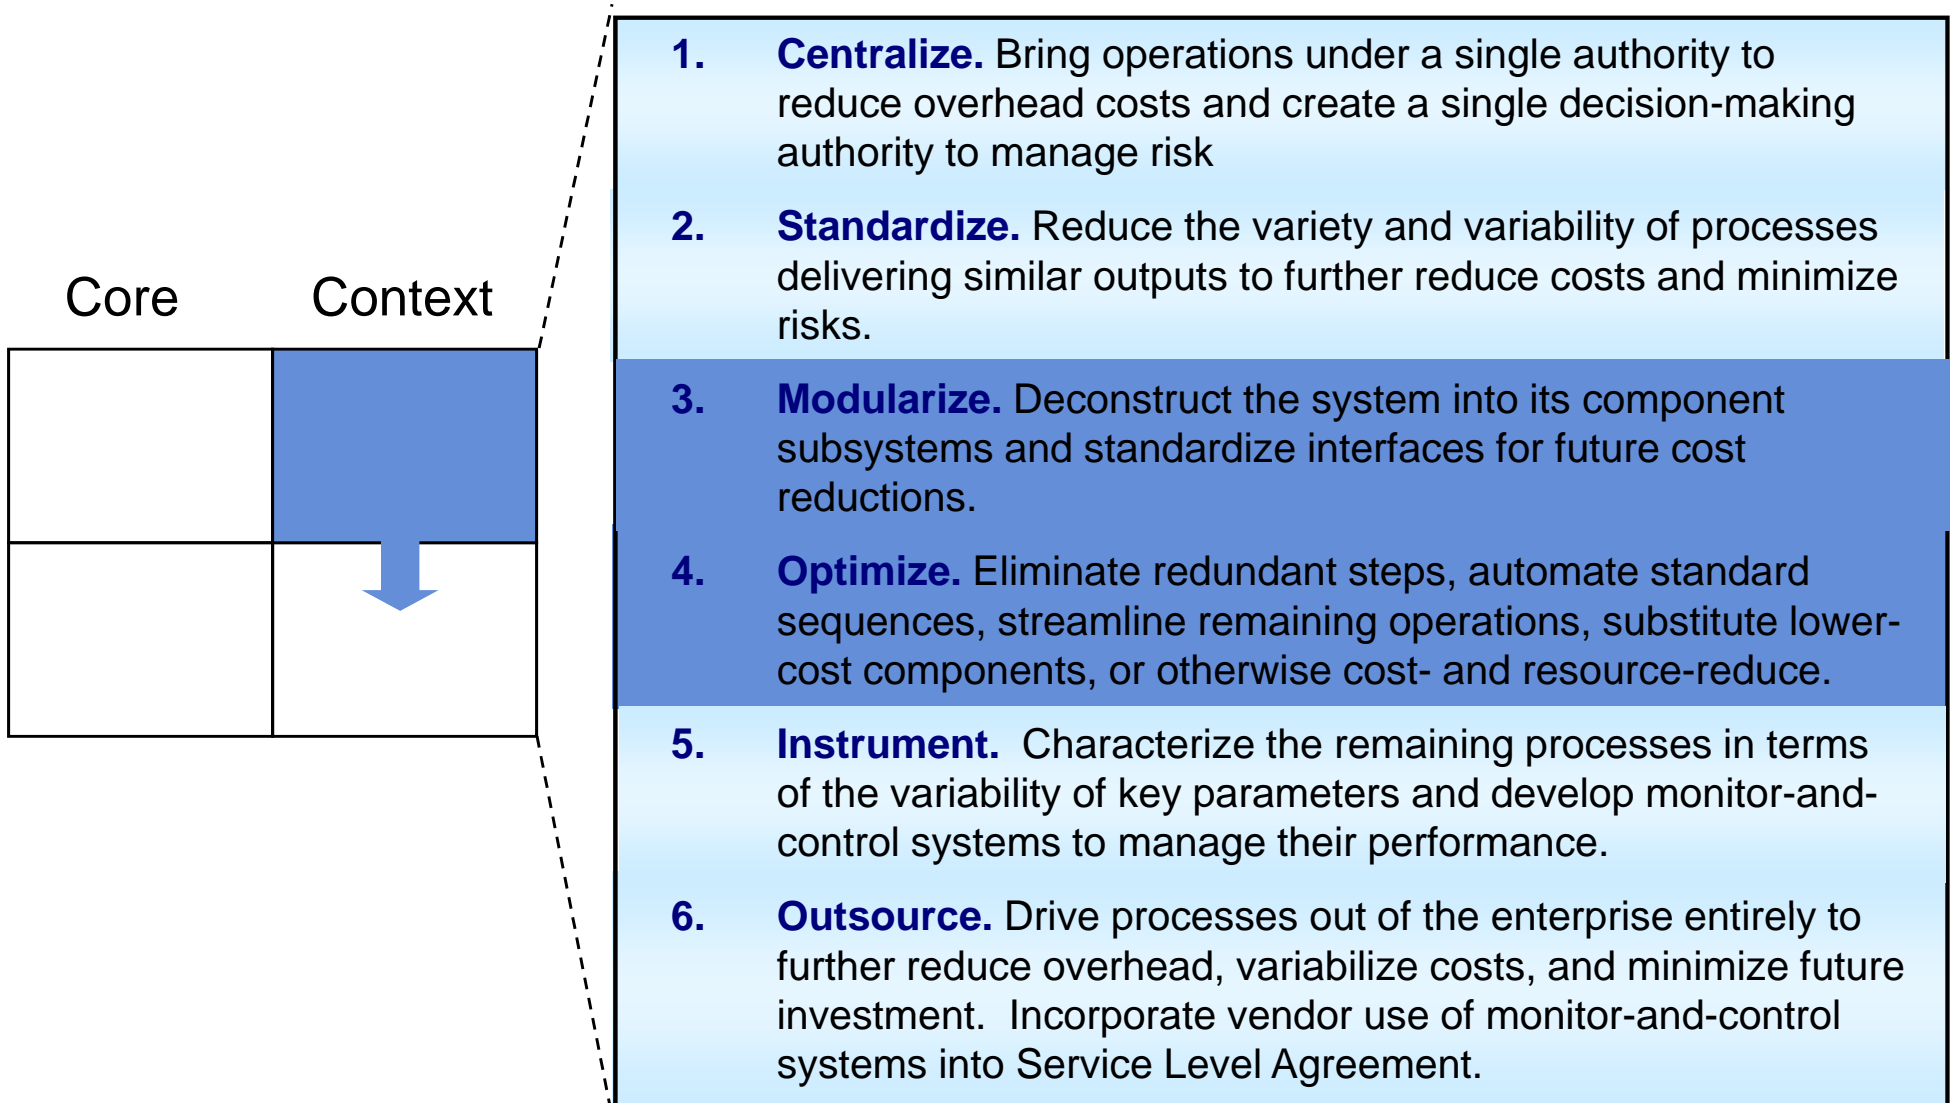 Core Context
1. Centralize. Bring operations under a single authority to
reduce overhead costs and create a single decision-making
authority to manage risk
2. Standardize. Reduce the variety and variability of processes
delivering similar outputs to further reduce costs and minimize
risks.
3. Modularize. Deconstruct the system into its component
subsystems and standardize interfaces for future cost
reductions.
4. Optimize. Eliminate redundant steps, automate standard
sequences, streamline remaining operations, substitute lower-
cost components, or otherwise cost- and resource-reduce.
5. Instrument.  Characterize the remaining processes in terms
of the variability of key parameters and develop monitor-and-
control systems to manage their performance.
6. Outsource. Drive processes out of the enterprise entirely to
further reduce overhead, variabilize costs, and minimize future
investment.  Incorporate vendor use of monitor-and-control
systems into Service Level Agreement.